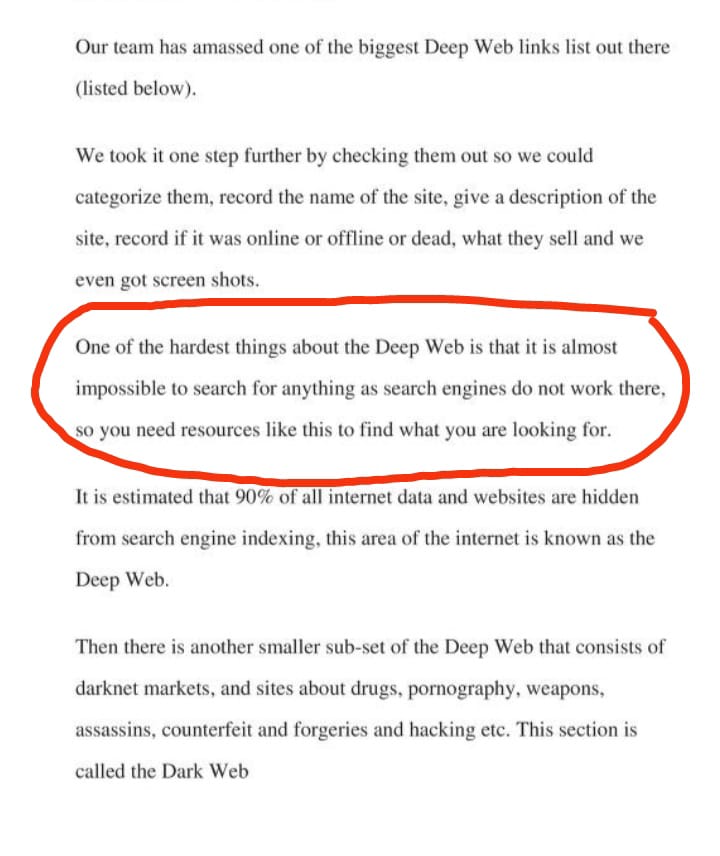 Our team has amassed one of the biggest Deep Web links list out there
(listed below).
We took it one step further by checking them out so we could
categorize them, record the name of the site, give a description of the
site, record if it was online or offline or dead, what they sell and we
even got screen shots.
One of the hardest things about the Deep Web is that it is almost
impossible to search for anything as search engines do not work there,
so you need resources like this to find what you are looking for.
It is estimated that 90% of all internet data and websites are hidden
from search engine indexing, this area of the internet is known as the
Deep Web.
Then there is another smaller sub-set of the Deep Web that consists of
darknet markets, and sites about drugs, pornography, weapons,
assassins, counterfeit and forgeries and hacking etc. This section is
called the Dark Web